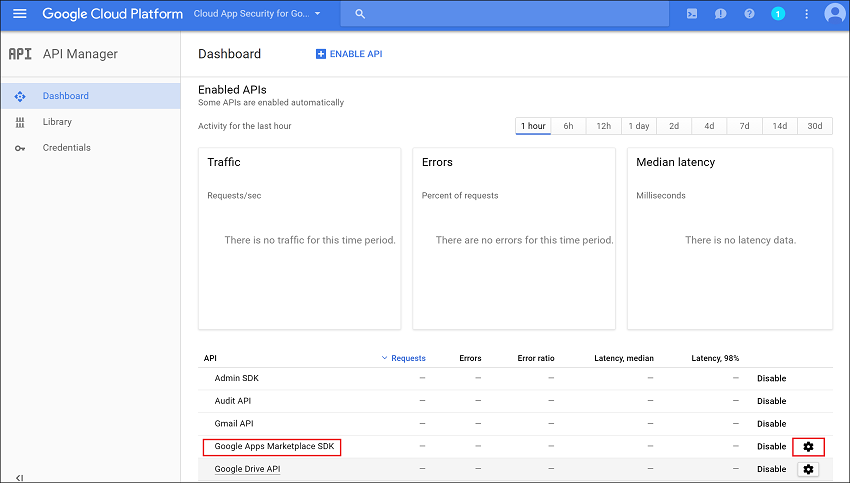 Google Cloud Platform Cloud App Security for Go... 1
API API Manager Dashboard ENABLE API
Dashboard
Library
Credentials
Enabled APIs
Some APIs are enabled automatically
Activity for the last hour 1 hour 6h 12h 1 day 2d 4d 7d 14d 30d
Traffic Errors Median latency
Requests/sec Percent of requests Milliseconds
There is no traffic for this time period. There are no errors for this time period. There is no latency data.
API Requests Errors Error ratio Latency, median Latency, 98%
Admin SDK — — — — — Disable
Audit API — — — — — Disable
Gmail API — — — — — Disable
Google Apps Marketplace SDK — — — — — Disable
Google Drive API — — — — — Disable